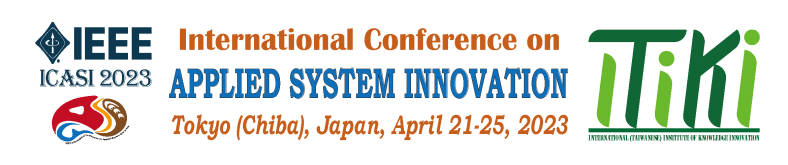 IEEE
ICASI 2023
International Conference on
APPLIED SYSTEM INNOVATION
Tokyo (Chiba), Japan, April 21-25, 2023
iTiKi
INTERNATIONAL (TAIWANESE) INSTITUTE OF KNOWLEDGE INNOVATION